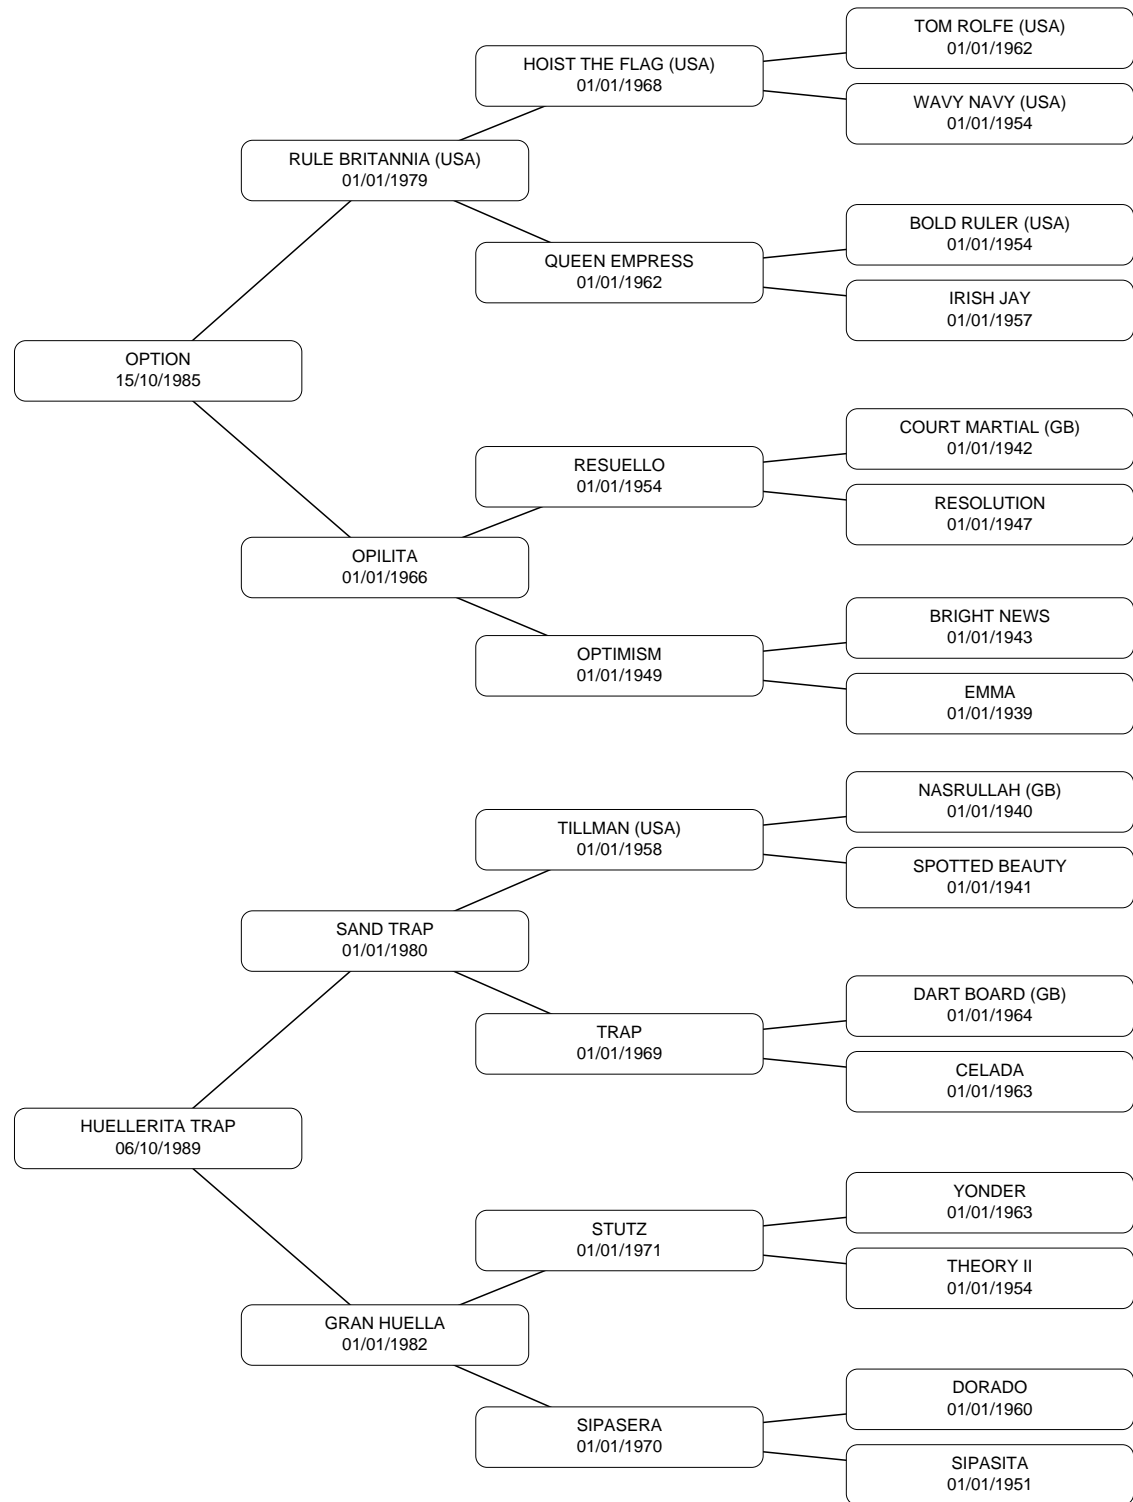 TOM ROLFE (USA)
01/01/1962
HOIST THE FLAG (USA)
01/01/1968
WAVY NAVY (USA)
01/01/1954
RULE BRITANNIA (USA)
01/01/1979
BOLD RULER (USA)
01/01/1954
QUEEN EMPRESS
01/01/1962
IRISH JAY
01/01/1957
OPTION
15/10/1985
COURT MARTIAL (GB)
01/01/1942
RESUELLO
01/01/1954
RESOLUTION
01/01/1947
OPILITA
01/01/1966
BRIGHT NEWS
01/01/1943
OPTIMISM
01/01/1949
EMMA
01/01/1939
NASRULLAH (GB)
01/01/1940
TILLMAN (USA)
01/01/1958
SPOTTED BEAUTY
01/01/1941
SAND TRAP
01/01/1980
DART BOARD (GB)
01/01/1964
TRAP
01/01/1969
CELADA
01/01/1963
HUELLERITA TRAP
06/10/1989
YONDER
01/01/1963
STUTZ
01/01/1971
THEORY II
01/01/1954
GRAN HUELLA
01/01/1982
DORADO
01/01/1960
SIPASERA
01/01/1970
SIPASITA
01/01/1951